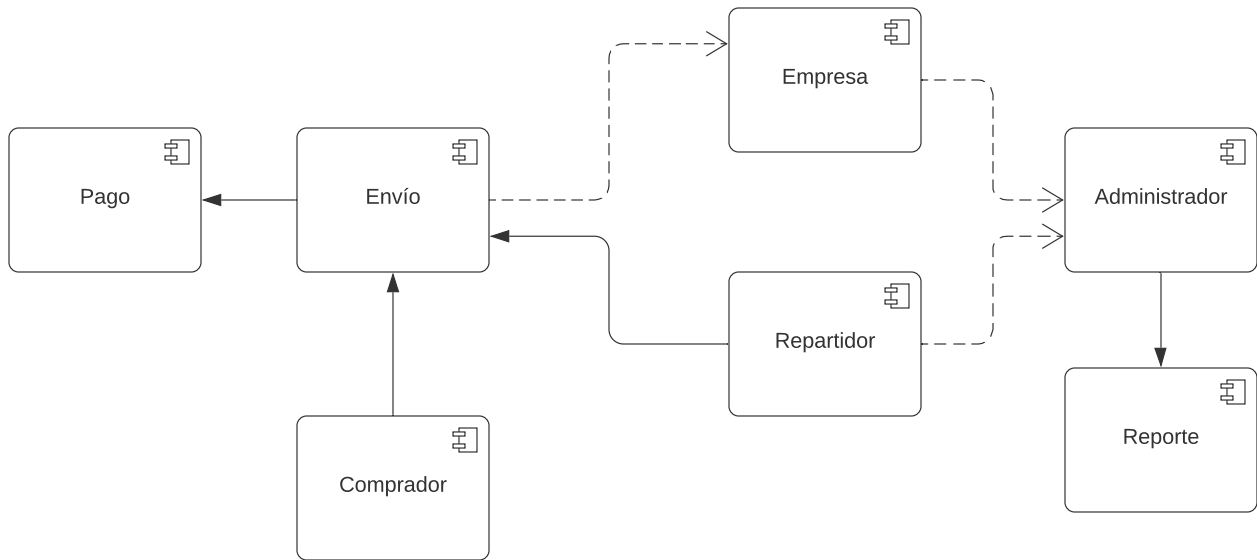 Empresa
Pago
Envío
Administrador
Repartidor
Reporte
Comprador